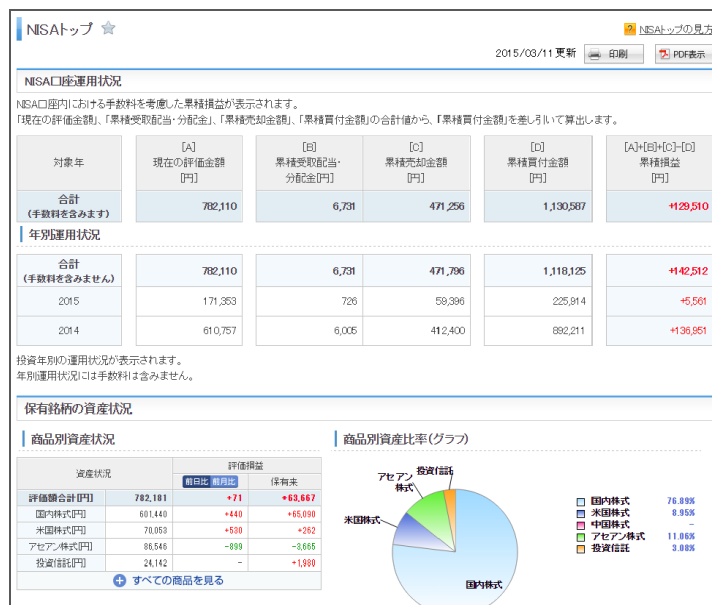 NISAトップ
NISAトップの見方
2015/03/11更新 印刷 PDF表示
NISA口座運用状況
NISA口座内における手数料を考慮した累積損益が表示されます。
「現在の評価金額」、「累積受取配当・分配金」、「累積売却金額」、「累積買付金額」の合計値から、「累積買付金額」を差し引いて算出します。
対象年 [A] 現在の評価金額 [円] [B] 累積受取配当・分配金[円] [C] 累積売却金額 [円] [D] 累積買付金額 [円] [A]+[B]+[C]-[D] 累積損益 [円]
合計 (手数料を含みます) 782,110 6,731 471,256 1,130,587 +129,510
年別運用状況
合計 (手数料を含みません) 782,110 6,731 471,796 1,118,125 +142,512
2015 171,353 726 59,396 225,914 +5,561
2014 610,757 6,005 412,400 892,211 +136,951
投資年別の運用状況が表示されます。
年別運用状況には手数料は含みません。
保有銘柄の資産状況
商品別資産状況
資産状況 評価損益
前日比 前月比 保有来
評価額合計[円] 782,181 +71 +63,667
国内株式[円] 601,440 +440 +65,090
米国株式[円] 70,053 +530 +262
アセアン株式[円] 86,546 -899 -3,665
投資信託[円] 24,142 - +1,980
すべての商品を見る
商品別資産比率(グラフ)
投資信託
アセアン株式
米国株式
国内株式
国内株式 76.89%
米国株式 8.95%
中国株式 -
アセアン株式 11.06%
投資信託 3.08%